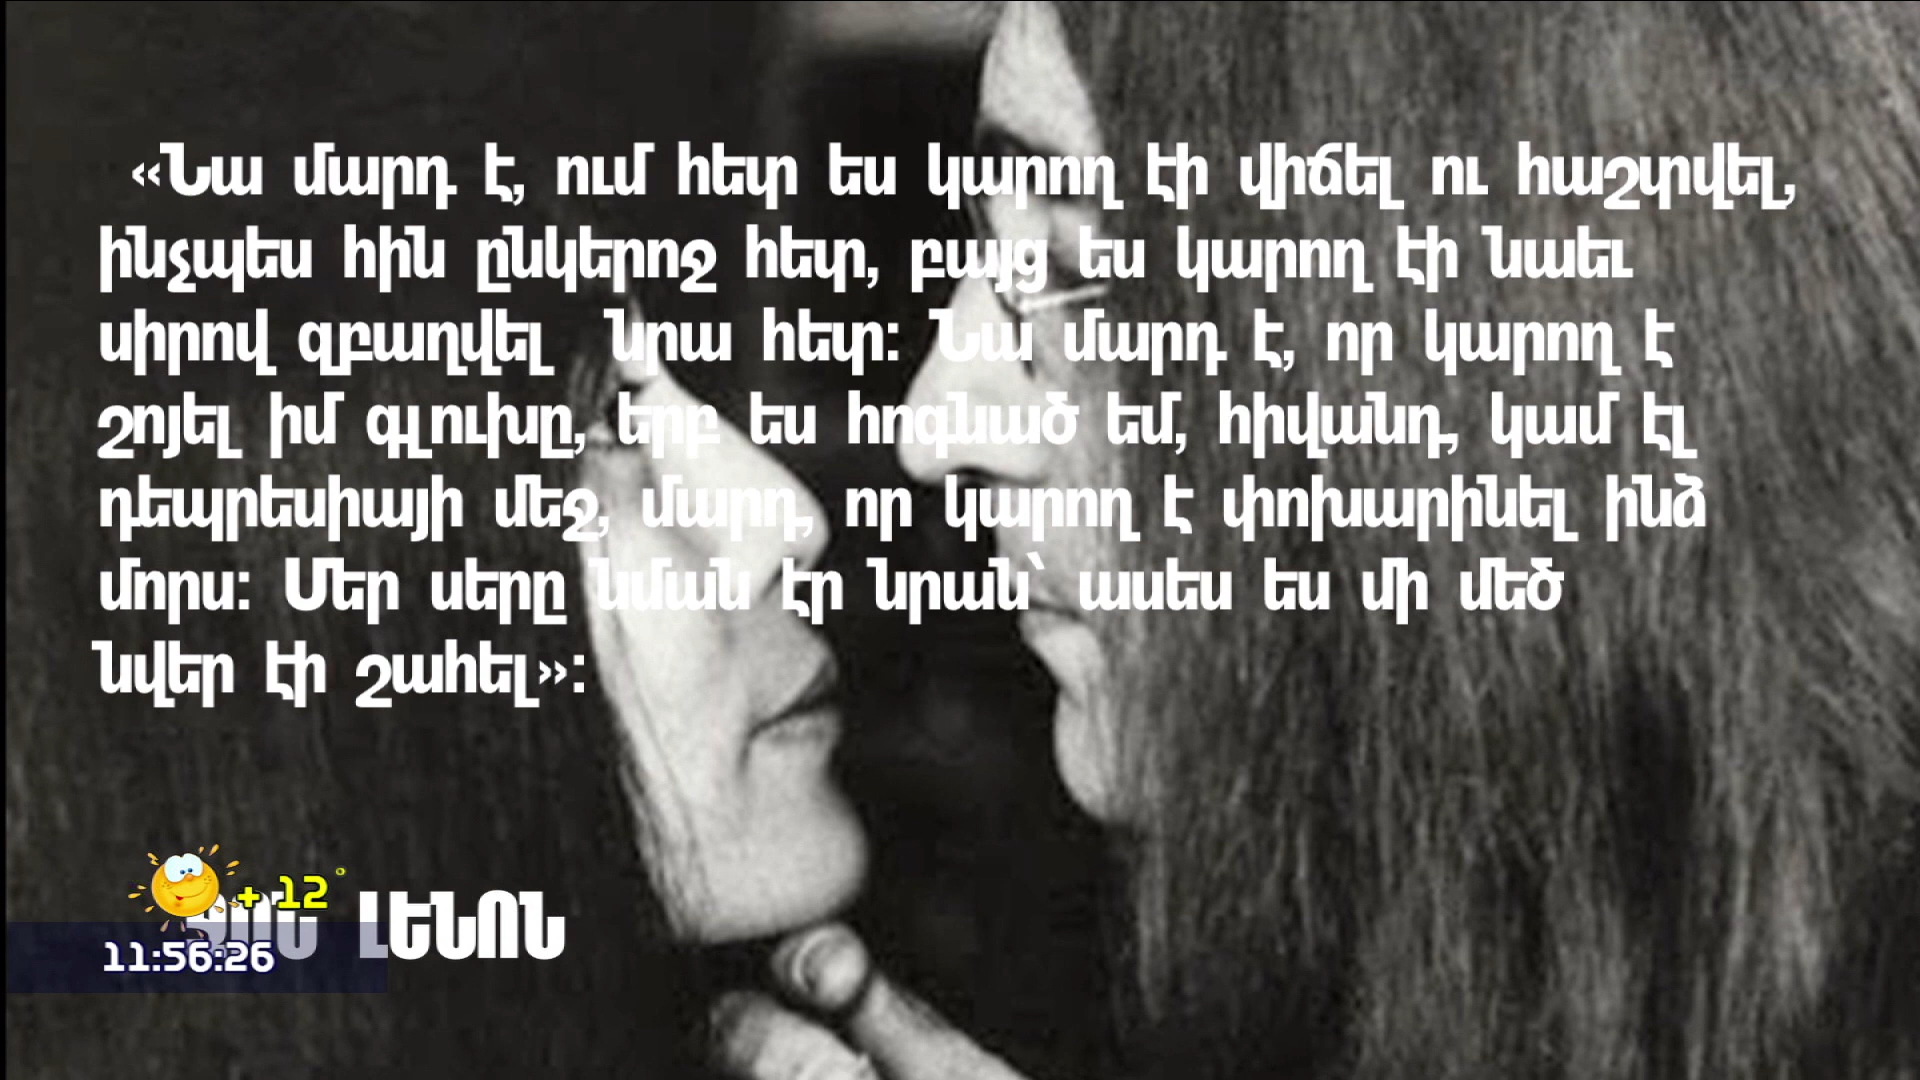 «Նա մարդ է, ում հետ ես կարող էի վիճել ու հաշտվել,
ինչպես հին ընկերոջ հետ, բայց ես կարող էի նաեւ
սիրով զբաղվել նրա հետ: Նա մարդ է, որ կարող է
շոյել իմ գլուխը, երբ ես հոգնած եմ, հիվանդ, կամ էլ
դեպրեսիայի մեջ, մարդ, որ կարող է փոխարինել ինձ
մորս: Մեր սերը նման էր նրան՝ ասես ես մի մեծ
նվեր էի շահել»:
+12°
ՋՈՆ ԼԵՆՈՆ
11:56:26